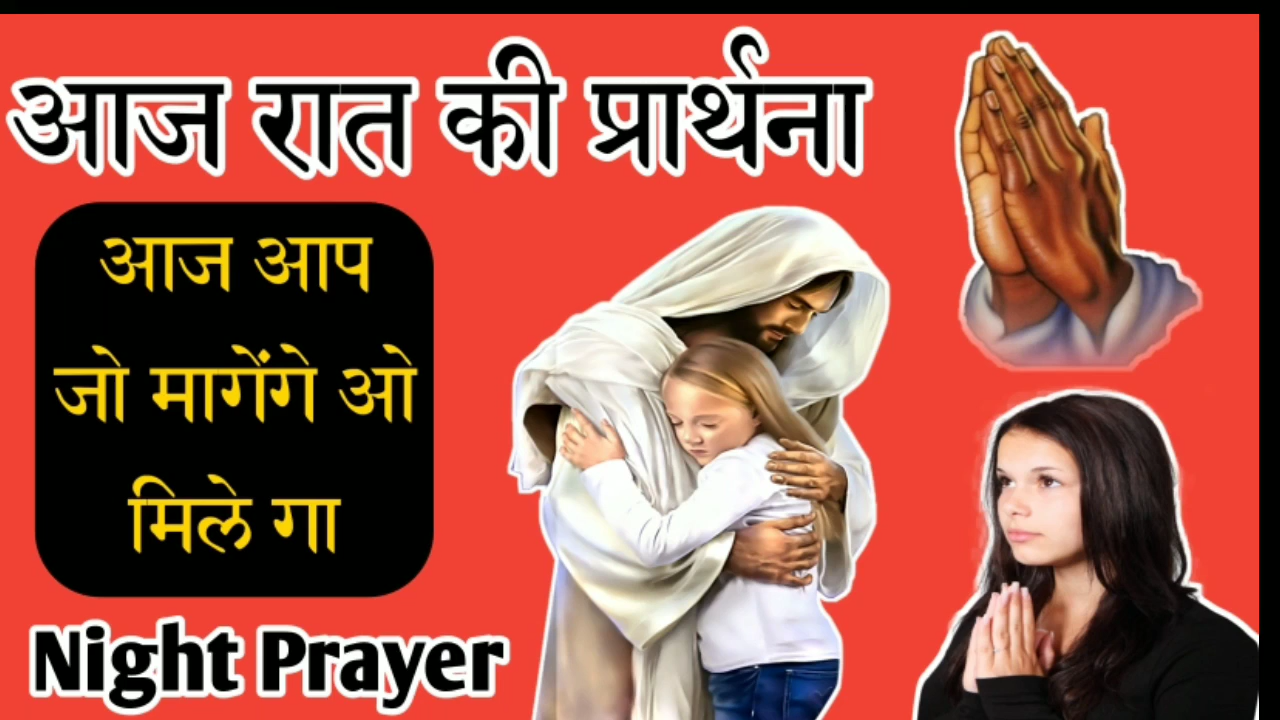 आज रात की प्रार्थना
आज आप
जो मागेंगे ओ
मिले गा
Night Prayer